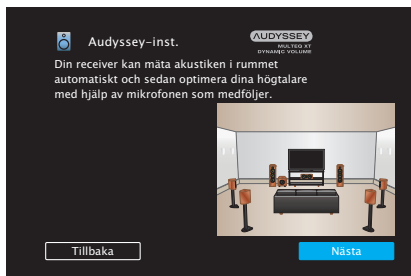 Audyssey-inst.
AUDYSSEY
MULTEQ XT
DYNAMIC VOLUME
Din receiver kan mäta akustiken i rummet
automatiskt och sedan optimera dina högtalare
med hjälp av mikrofonen som medföljer.
Tillbaka
Nästa